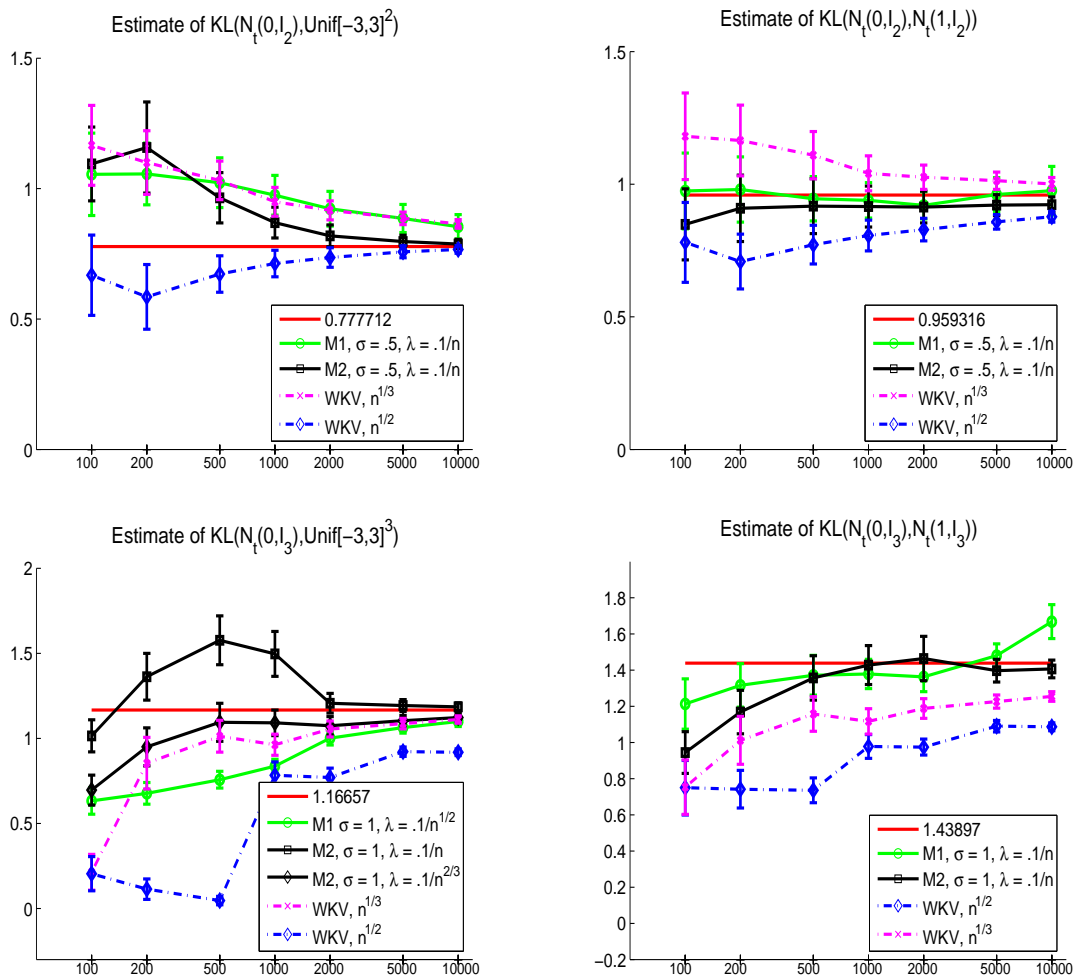 Estimate of KL(N_t(0,I_2),Unif[-3,3]^2)
1.5
1
0.5
0
100 200 500 1000 2000 5000 10000
0.777712
M1, σ = .5, λ = .1/n
M2, σ = .5, λ = .1/n
WKV, n^{1/3}
WKV, n^{1/2}
Estimate of KL(N_t(0,I_2),N_t(1,I_2))
1.5
1
0.5
0
100 200 500 1000 2000 5000 10000
0.959316
M1, σ = .5, λ = .1/n
M2, σ = .5, λ = .1/n
WKV, n^{1/3}
WKV, n^{1/2}
Estimate of KL(N_t(0,I_3),Unif[-3,3]^3)
2
1.5
1
0.5
0
100 200 500 1000 2000 5000 10000
1.16657
M1 σ = 1, λ = .1/n^{1/2}
M2, σ = 1, λ = .1/n
M2, σ = 1, λ = .1/n^{2/3}
WKV, n^{1/3}
WKV, n^{1/2}
Estimate of KL(N_t(0,I_3),N_t(1,I_3))
1.8
1.6
1.4
1.2
1
0.8
0.6
0.4
0.2
0
−0.2
100 200 500 1000 2000 5000 10000
1.43897
M1, σ = 1, λ = .1/n
M2, σ = 1, λ = .1/n
WKV, n^{1/2}
WKV, n^{1/3}